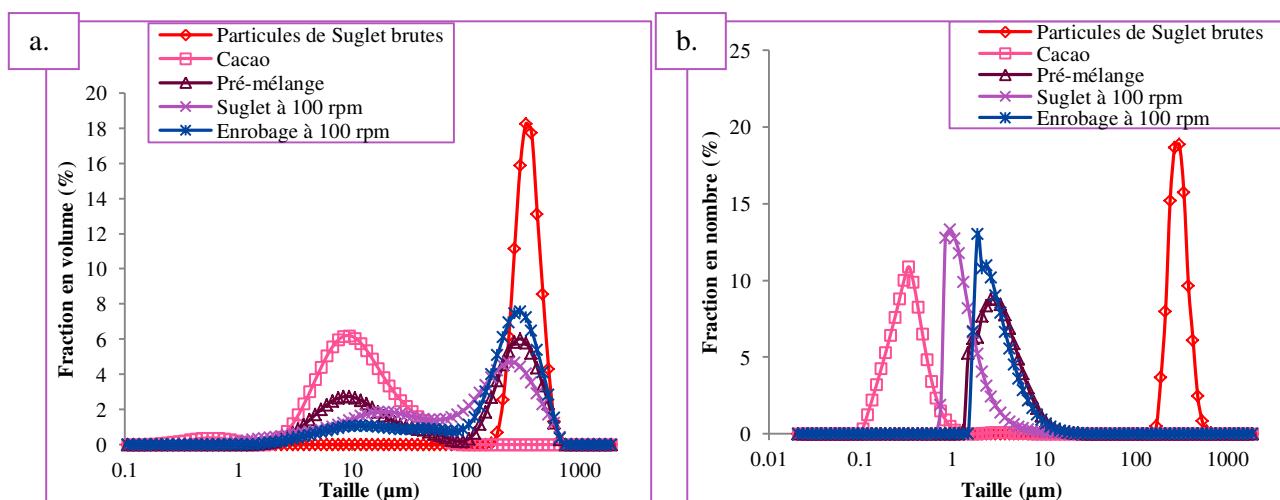 a.
Particules de Suglet brutes
Cacao
Pré-mélange
Suglet à 100 rpm
Enrobage à 100 rpm
Fraction en volume (%)
20
18
16
14
12
10
8
6
4
2
0
0.1
1
10
100
1000
Taille (µm)
b.
Particules de Suglet brutes
Cacao
Pré-mélange
Suglet à 100 rpm
Enrobage à 100 rpm
Fraction en nombre (%)
25
20
15
10
5
0
0.01
0.1
1
10
100
1000
Taille (µm)